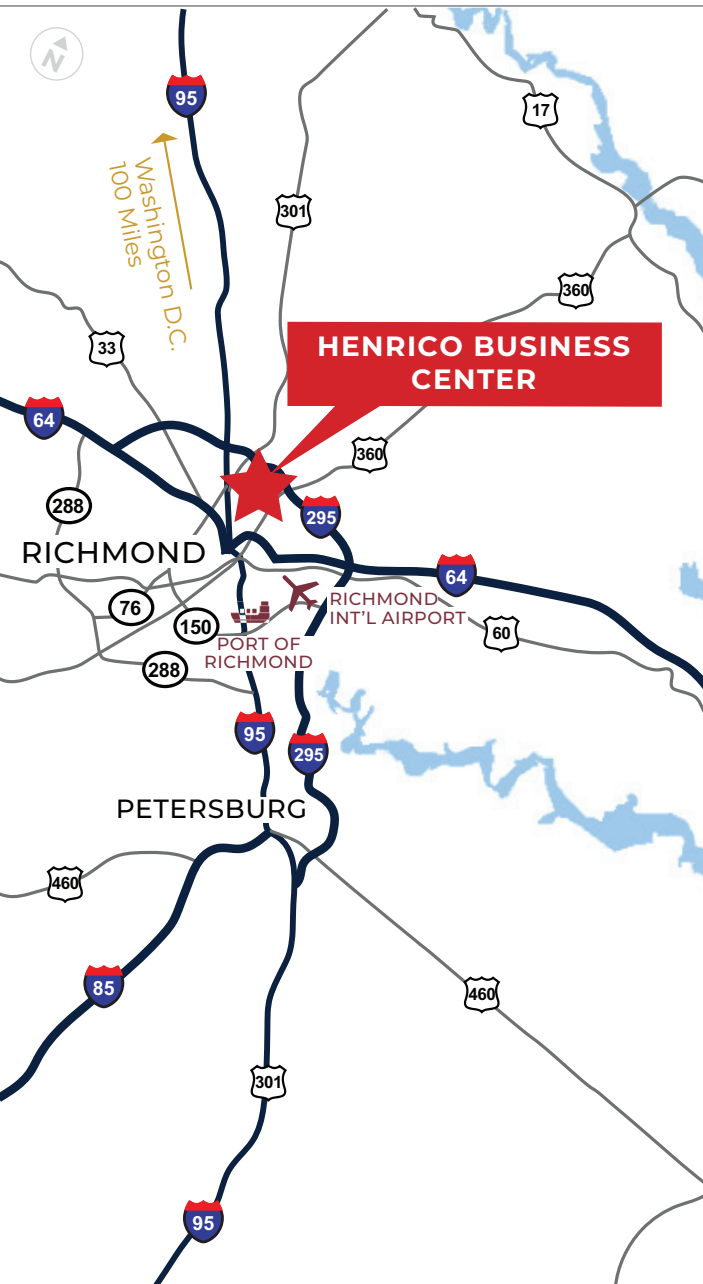 N
95
17
Washington D.C.
100 Miles
301
360
33
HENRICO BUSINESS
CENTER
64
360
288
295
RICHMOND
64
76
RICHMOND
INT'L AIRPORT
150
60
PORT OF
RICHMOND
288
95
295
PETERSBURG
460
85
460
301
95